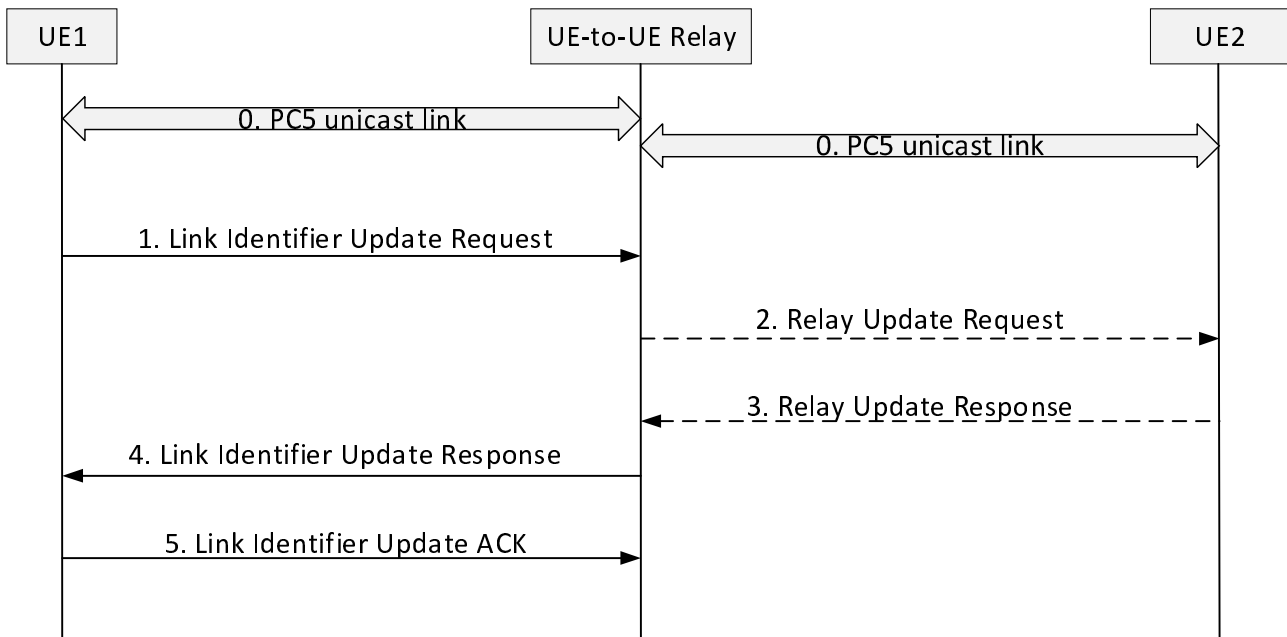 UE1
UE-to-UE Relay
UE2
0. PC5 unicast link
0. PC5 unicast link
1. Link Identifier Update Request
2. Relay Update Request
3. Relay Update Response
4. Link Identifier Update Response
5. Link Identifier Update ACK